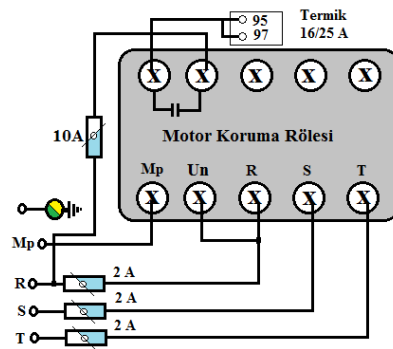 95
97
Termik
16/25 A
X X X X X
10A
Motor Koruma Rölesi
Mp Un R S T
X X X X X
Mp
R 2 A
S 2 A
T 2 A